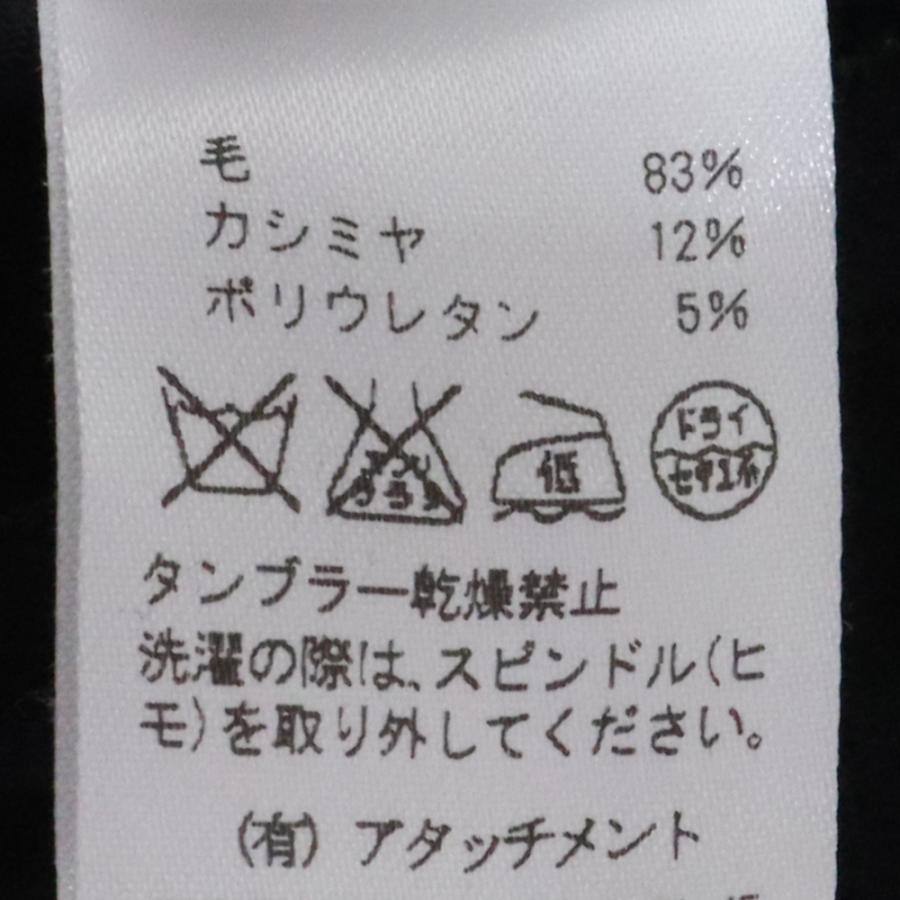 毛 83%
カシミヤ 12%
ポリウレタン 5%
低
ドライ
セキユ系
タンブラー乾燥禁止
洗濯の際は、スピンドル(ヒ
モ)を取り外してください。
(有) アタッチメント